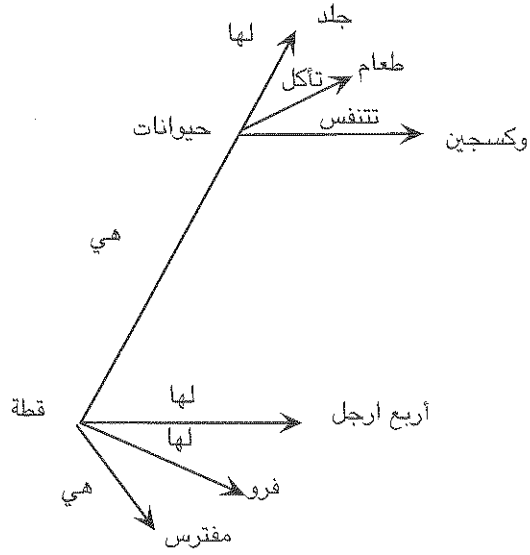 جلد
لها
طعام
تأكل
تتنفس
حيوانات
وكسجين
هي
لها
قطة
أربع ارجل
لها
هي
فرو
مفترس